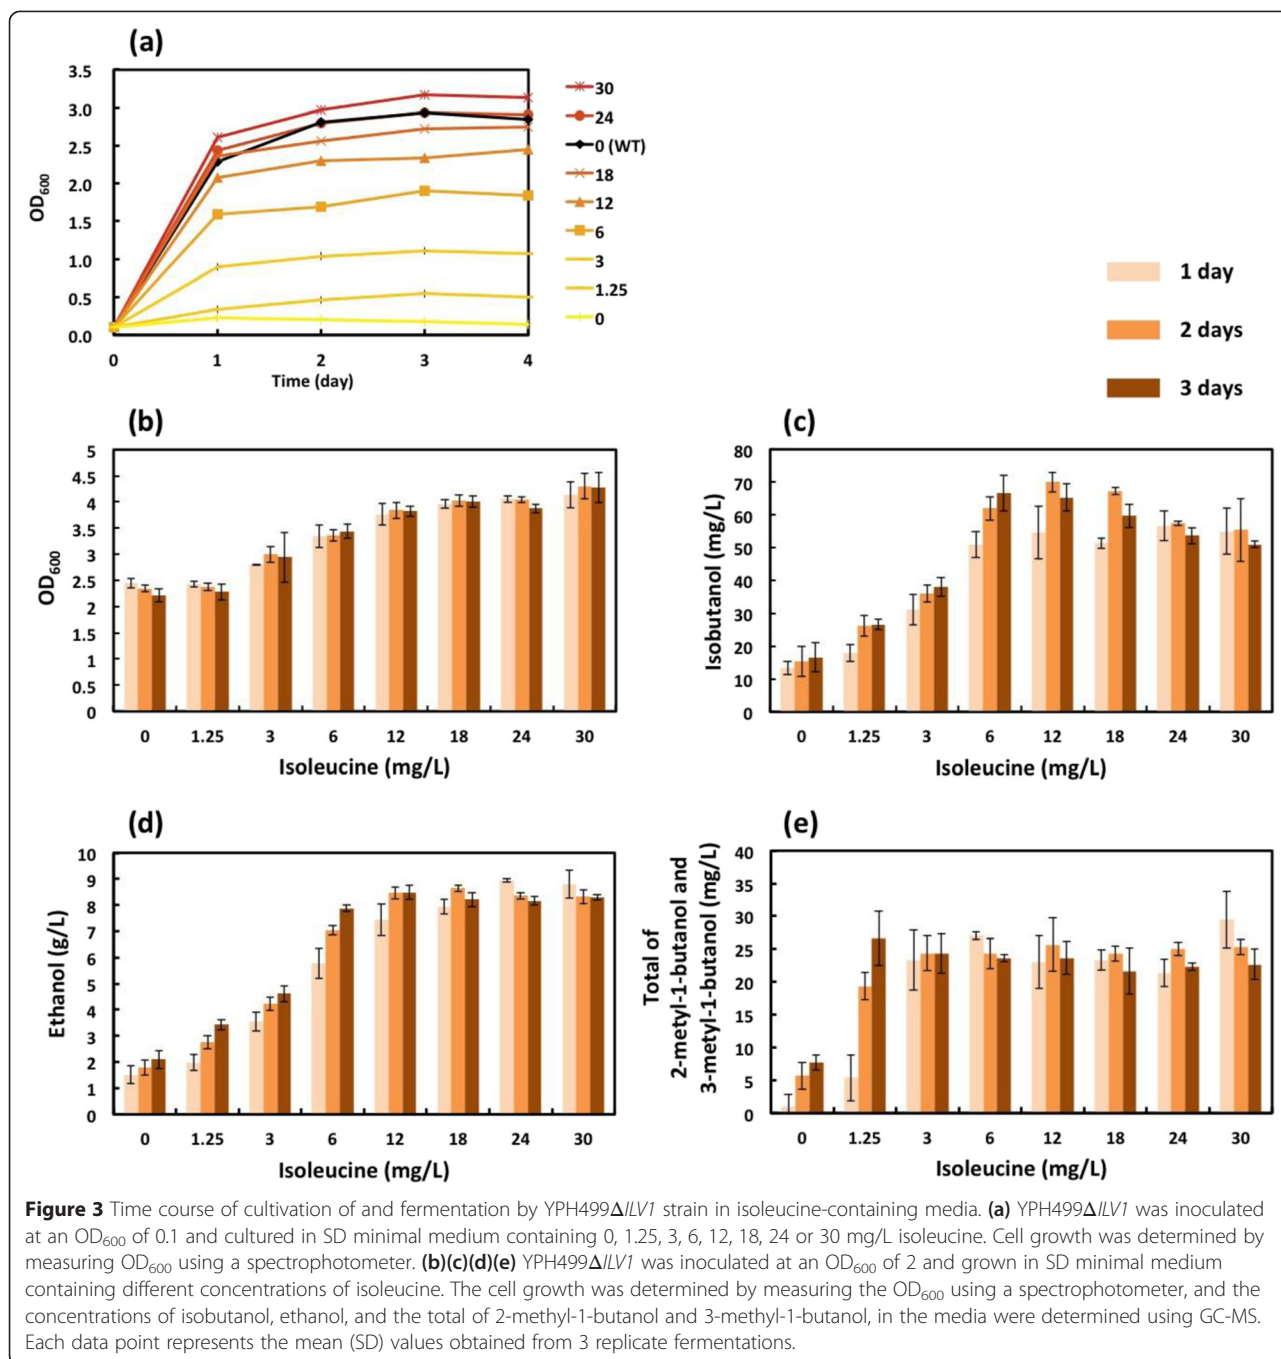 (a)
3.5
3.0
2.5
2.0
1.5
1.0
0.5
0.0
OD600
0 1 2 3 4
Time (day)
30
24
0 (WT)
18
12
6
3
1.25
0
1 day
2 days
3 days
(b)
5
4.5
4
3.5
3
2.5
2
1.5
1
0.5
0
OD600
0 1.25 3 6 12 18 24 30
Isoleucine (mg/L)
(c)
80
70
60
50
40
30
20
10
0
Isobutanol (mg/L)
0 1.25 3 6 12 18 24 30
Isoleucine (mg/L)
(d)
10
9
8
7
6
5
4
3
2
1
0
Ethanol (g/L)
0 1.25 3 6 12 18 24 30
Isoleucine (mg/L)
(e)
40
35
30
25
20
15
10
5
0
Total of
2-metyl-1-butanol and
3-metyl-1-butanol (mg/L)
0 1.25 3 6 12 18 24 30
Isoleucine (mg/L)
Figure 3 Time course of cultivation of and fermentation by YPH499ΔILV1 strain in isoleucine-containing media. (a) YPH499ΔILV1 was inoculated
at an OD600 of 0.1 and cultured in SD minimal medium containing 0, 1.25, 3, 6, 12, 18, 24 or 30 mg/L isoleucine. Cell growth was determined by
measuring OD600 using a spectrophotometer. (b)(c)(d)(e) YPH499ΔILV1 was inoculated at an OD600 of 2 and grown in SD minimal medium
containing different concentrations of isoleucine. The cell growth was determined by measuring the OD600 using a spectrophotometer, and the
concentrations of isobutanol, ethanol, and the total of 2-methyl-1-butanol and 3-methyl-1-butanol, in the media were determined using GC-MS.
Each data point represents the mean (SD) values obtained from 3 replicate fermentations.